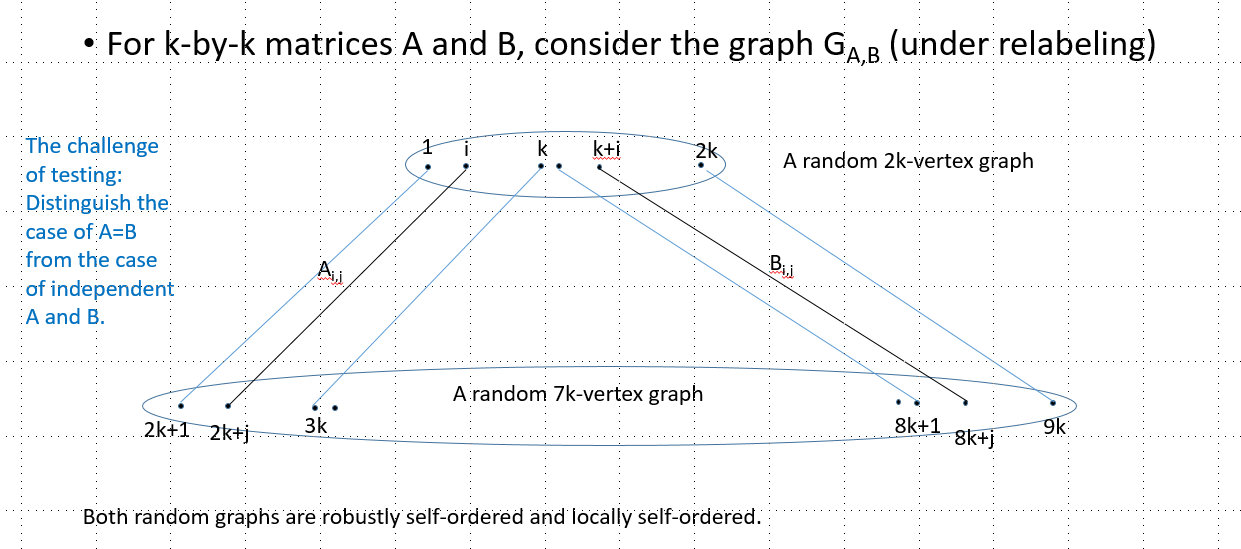 • For k-by-k matrices A and B, consider the graph G_A,B (under relabeling)
The challenge
of testing:
Distinguish the
case of A=B
from the case
of independent
A and B.
1 i k k+i 2k
A random 2k-vertex graph
A_i,j
B_i,j
A random 7k-vertex graph
2k+1 2k+j 3k 8k+1 8k+j 9k
Both random graphs are robustly self-ordered and locally self-ordered.